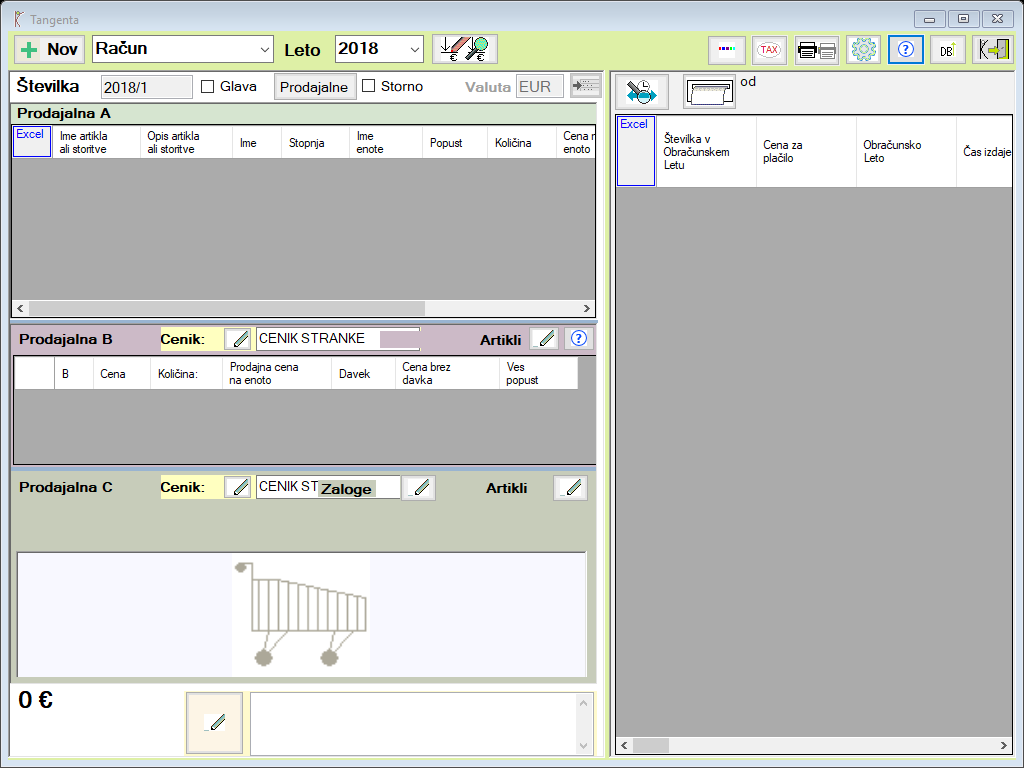 Tangenta
Nov
Račun
Leto
2018
TAX
DB
Številka
2018/1
Glava
Prodajalne
Storno
Valuta
EUR
od
Prodajalna A
Excel
Ime artikla
ali storitve
Opis artikla
ali storitve
Ime
Stopnja
Ime
enote
Popust
Količina
Cena
enoto
Excel
Številka v
Obračunskem
Letu
Cena za
plačilo
Obračunsko
Leto
Čas izdaje
Prodajalna B
Cenik:
CENIK STRANKE
Artikli
B
Cena
Količina:
Prodajna cena
na enoto
Davek
Cena brez
davka
Ves
popust
Prodajalna C
Cenik:
CENIK ST
Zaloge
Artikli
0 €